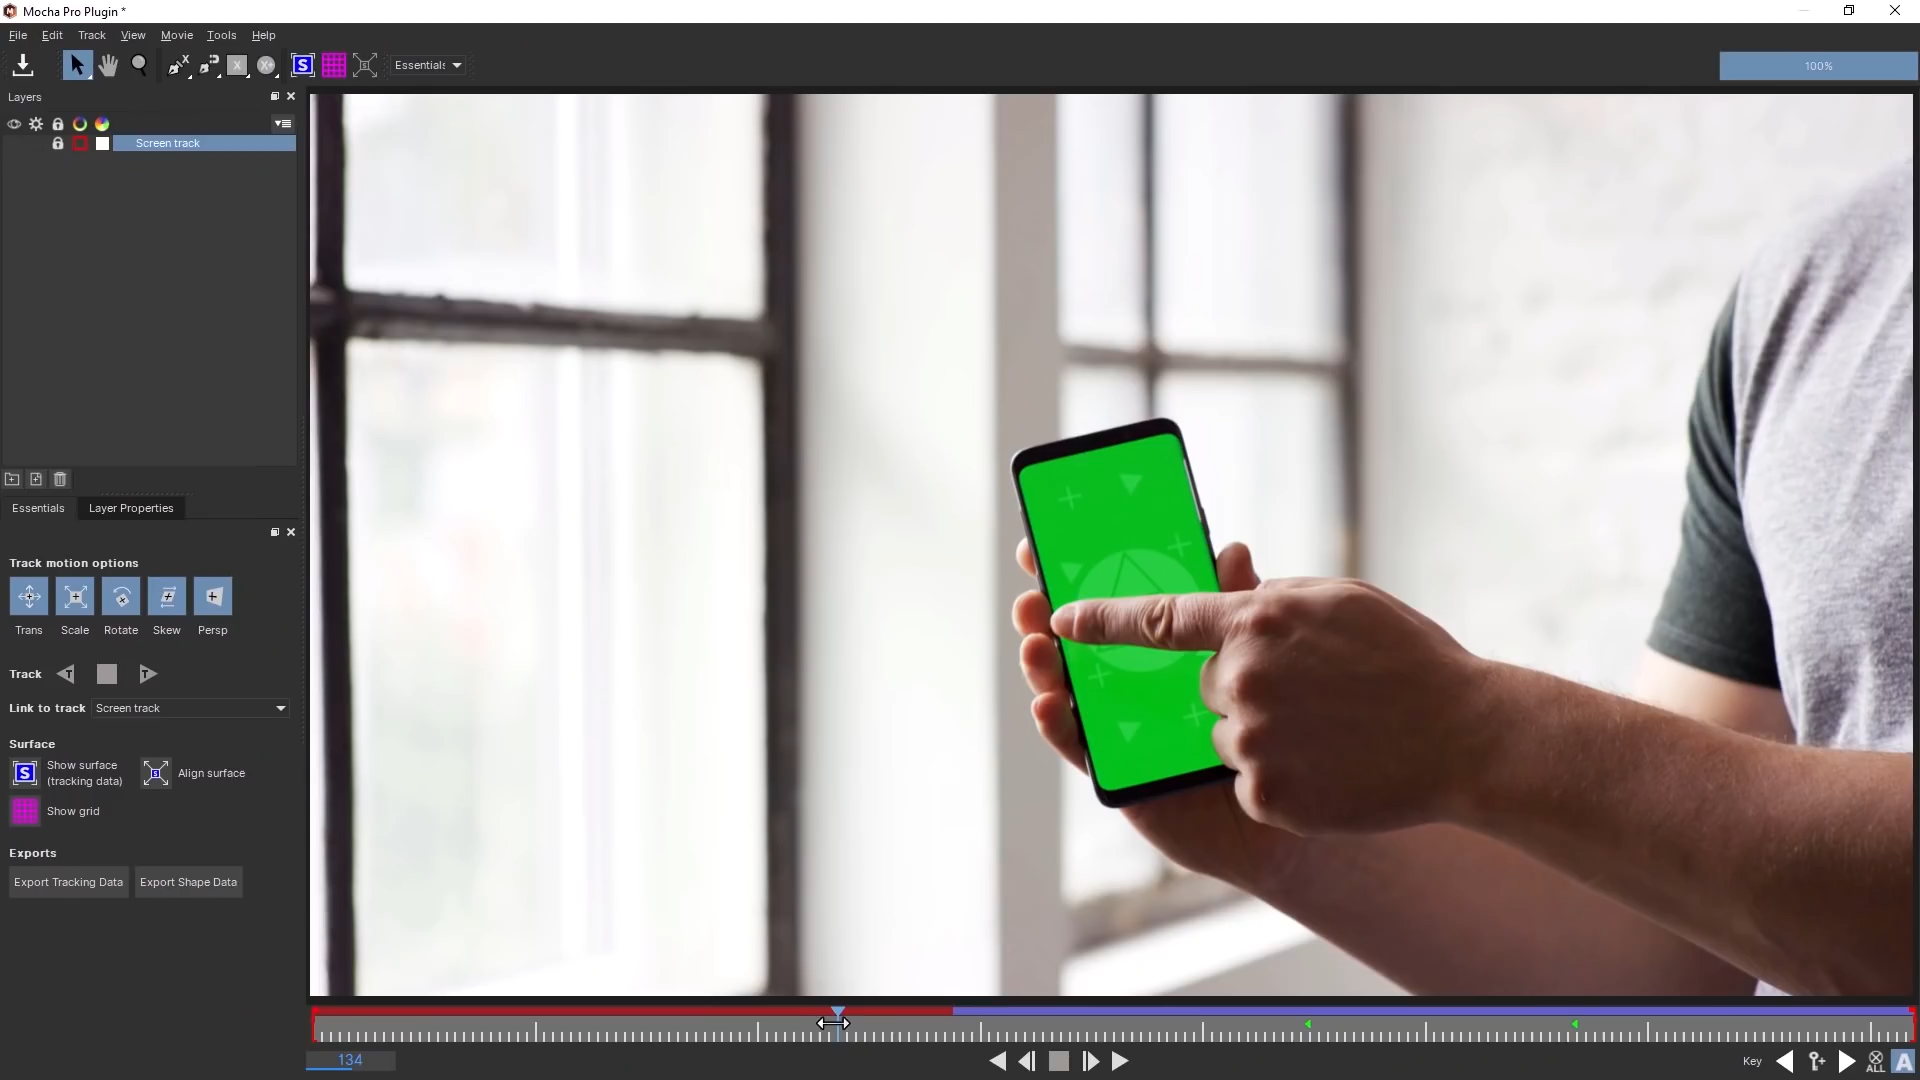 Mocha Pro Plugin *
File Edit Track View Movie Tools Help
S Essentials 100%
Layers
Screen track
Essentials Layer Properties
Track motion options
Trans Scale Rotate Skew Persp
Track T T
Link to track Screen track
Surface
S Show surface
(tracking data)
S Align surface
Show grid
Exports
Export Tracking Data Export Shape Data
134 Key ALL A